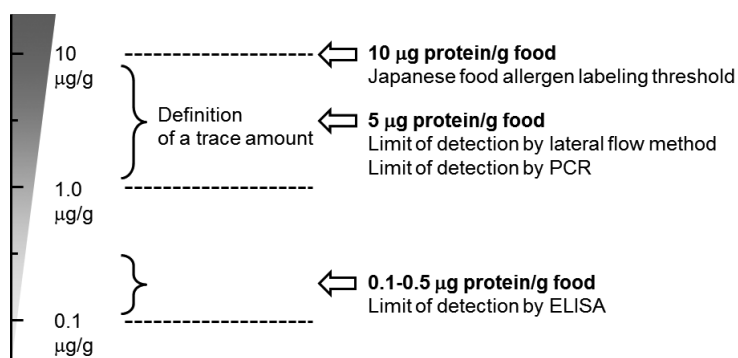 10
μg/g
10 μg protein/g food
Japanese food allergen labeling threshold
Definition
of a trace amount
5 μg protein/g food
Limit of detection by lateral flow method
Limit of detection by PCR
1.0
μg/g
0.1-0.5 μg protein/g food
Limit of detection by ELISA
0.1
μg/g